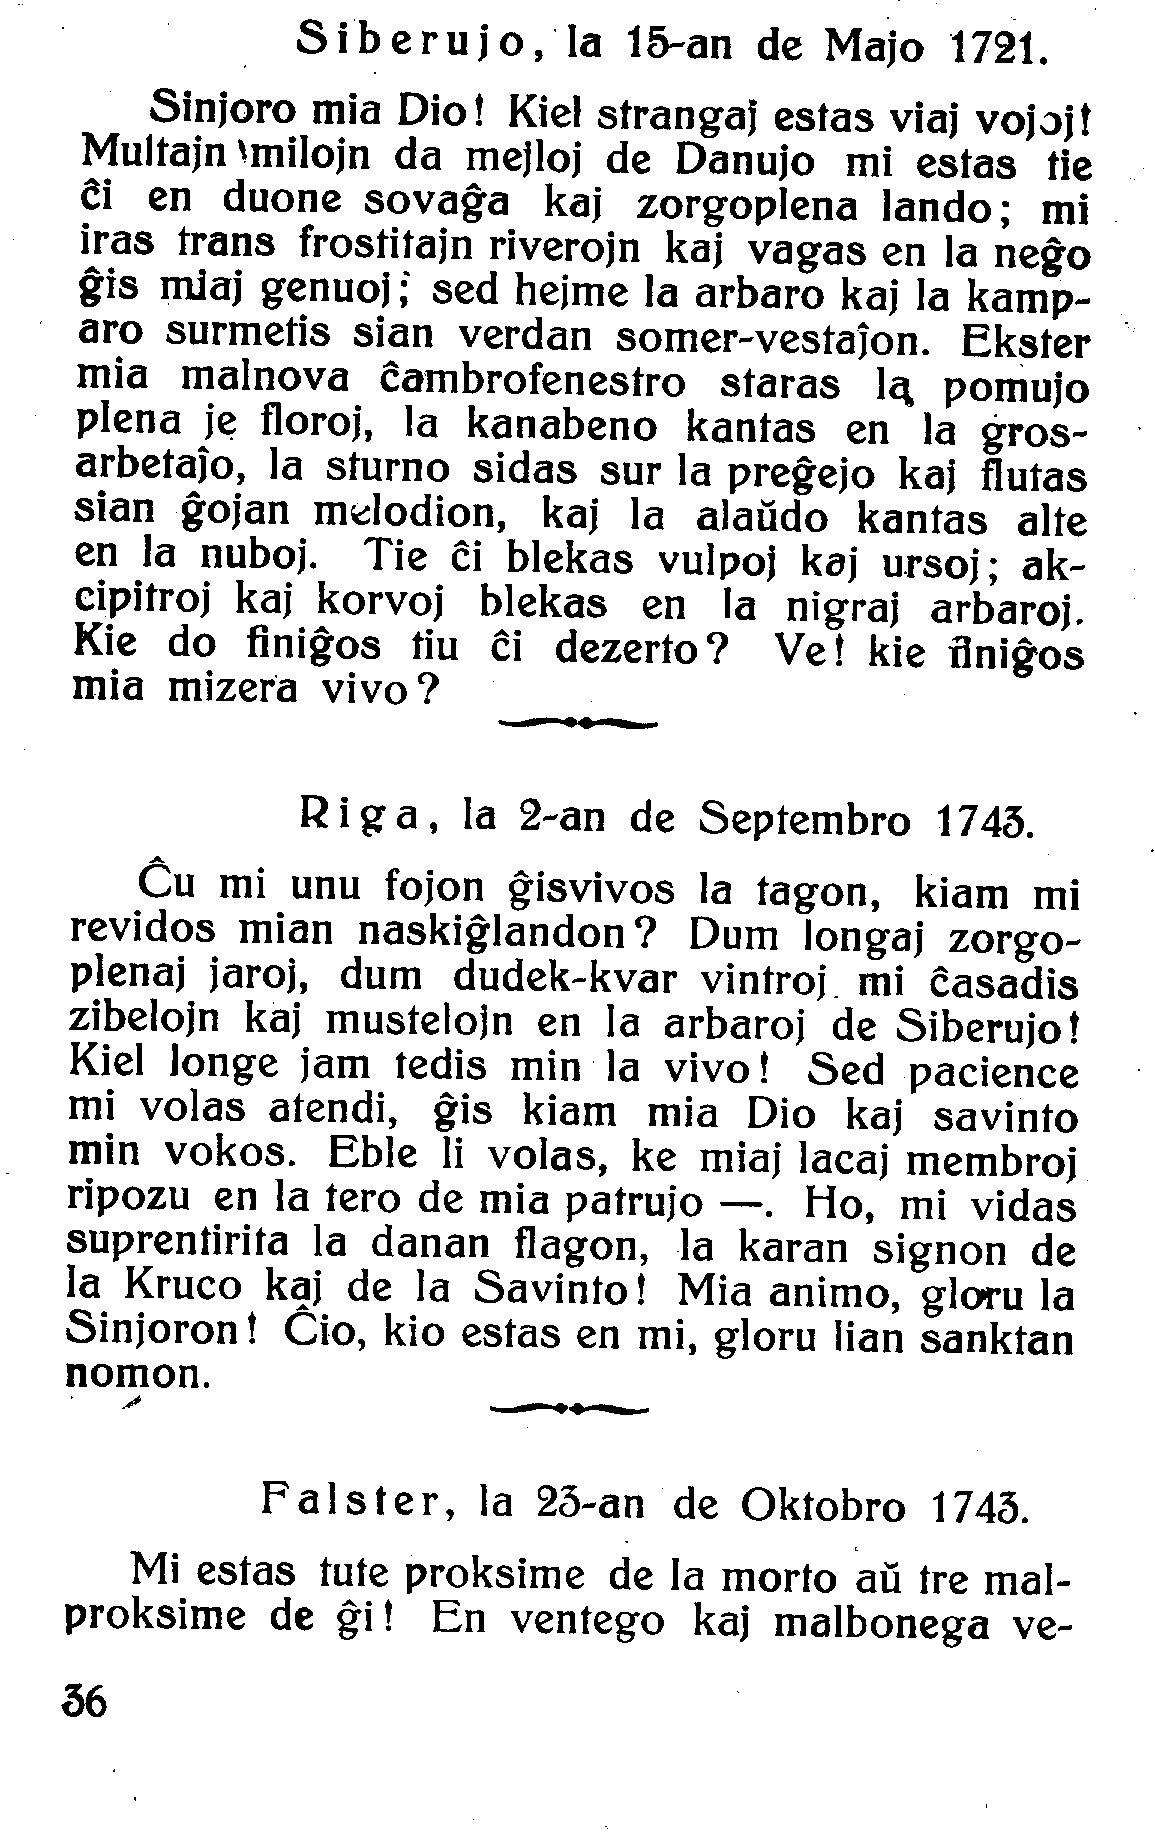 Siberujo, la 15-an de Majo 1721.
Sinjoro mia Dio! Kiel strangaj estas viaj vojoj!
Multajn milojn da mejloj de Danujo mi estas tie
ĉi en duone sovaĝa kaj zorgoplena lando; mi
iras trans frostitajn riverojn kaj vagas en la neĝo
ĝis miaj genuoj; sed hejme la arbaro kaj la kamp-
aro surmetis sian verdan somer-vestaĵon. Ekster
mia malnova ĉambrofenestro staras la pomujo
plena je floroj, la kanabeno kantas en la gros-
arbetaĵo, la sturno sidas sur la preĝejo kaj flutas
sian ĝojan melodion, kaj la alaŭdo kantas alte
en la nuboj. Tie ĉi blekas vulpoj kaj ursoj; ak-
cipitroj kaj korvoj blekas en la nigraj arbaroj.
Kie do finiĝos tiu ĉi dezerto? Ve! kie finiĝos
mia mizera vivo?
Riga, la 2-an de Septembro 1743.
Ĉu mi unu fojon ĝisvivos la tagon, kiam mi
revidos mian naskiĝlandon? Dum longaj zorgo-
plenaj jaroj, dum dudek-kvar vintroj mi ĉasadis
zibelojn kaj mustelojn en la arbaroj de Siberujo!
Kiel longe jam tedis min la vivo! Sed pacience
mi volas atendi, ĝis kiam mia Dio kaj savinto
min vokos. Eble li volas, ke miaj lacaj membroj
ripozu en la tero de mia patrujo —. Ho, mi vidas
suprentirita la danan flagon, la karan signon de
la Kruco kaj de la Savinto! Mia animo, gloru la
Sinjoron! Ĉio, kio estas en mi, gloru lian sanktan
nomon.
Falster, la 23-an de Oktobro 1743.
Mi estas tute proksime de la morto aŭ tre mal-
proksime de ĝi! En ventego kaj malbonega ve-
36